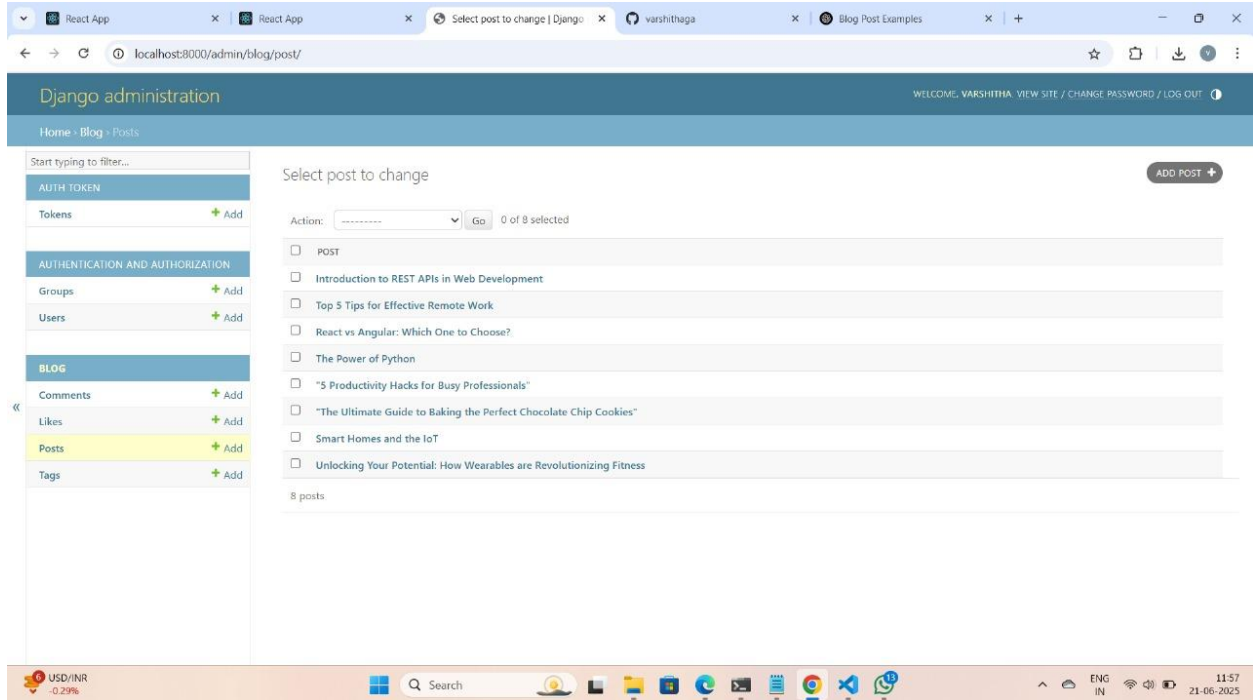 React App
React App
Select post to change | Django
varshithaga
Blog Post Examples
localhost:8000/admin/blog/post/
Django administration
WELCOME, VARSHITHA. VIEW SITE / CHANGE PASSWORD / LOG OUT
Home › Blog › Posts
Start typing to filter...
AUTH TOKEN
Tokens + Add
AUTHENTICATION AND AUTHORIZATION
Groups + Add
Users + Add
BLOG
Comments + Add
«
Likes + Add
Posts + Add
Tags + Add
Select post to change
ADD POST +
Action: --------- Go 0 of 8 selected
POST
Introduction to REST APIs in Web Development
Top 5 Tips for Effective Remote Work
React vs Angular: Which One to Choose?
The Power of Python
"5 Productivity Hacks for Busy Professionals"
"The Ultimate Guide to Baking the Perfect Chocolate Chip Cookies"
Smart Homes and the IoT
Unlocking Your Potential: How Wearables are Revolutionizing Fitness
8 posts
6
USD/INR
-0.29%
Search
13
ENG
IN
11:57
21-06-2025